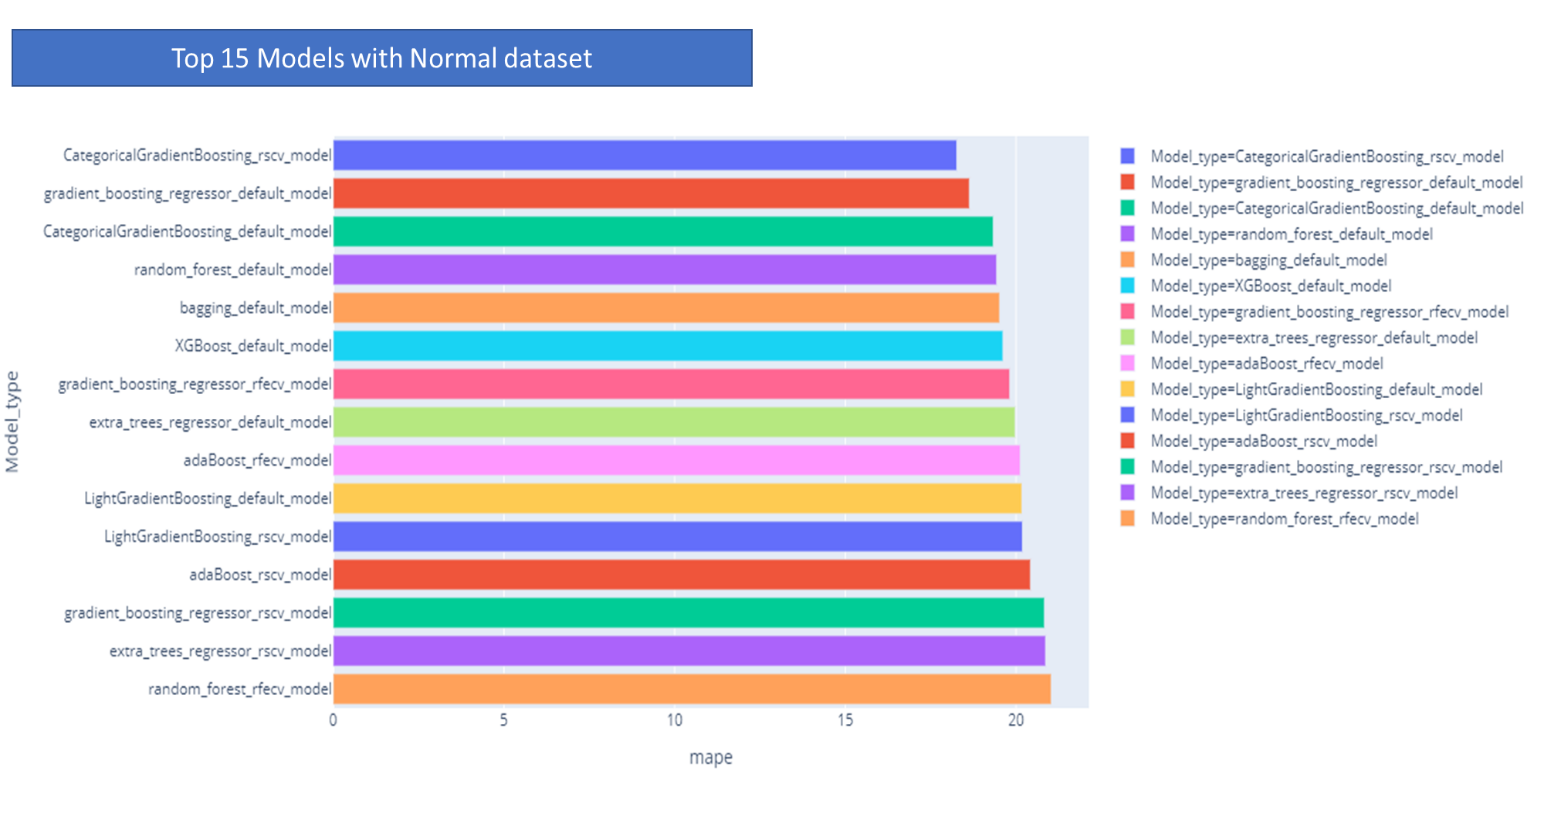 Top 15 Models with Normal dataset
CategoricalGradientBoosting_rscv_model
gradient_boosting_regressor_default_model
CategoricalGradientBoosting_default_model
random_forest_default_model
bagging_default_model
XGBoost_default_model
gradient_boosting_regressor_rfecv_model
extra_trees_regressor_default_model
adaBoost_rfecv_model
LightGradientBoosting_default_model
LightGradientBoosting_rscv_model
adaBoost_rscv_model
gradient_boosting_regressor_rscv_model
extra_trees_regressor_rscv_model
random_forest_rfecv_model
Model_type
0 5 10 15 20
mape
Model_type=CategoricalGradientBoosting_rscv_model
Model_type=gradient_boosting_regressor_default_model
Model_type=CategoricalGradientBoosting_default_model
Model_type=random_forest_default_model
Model_type=bagging_default_model
Model_type=XGBoost_default_model
Model_type=gradient_boosting_regressor_rfecv_model
Model_type=extra_trees_regressor_default_model
Model_type=adaBoost_rfecv_model
Model_type=LightGradientBoosting_default_model
Model_type=LightGradientBoosting_rscv_model
Model_type=adaBoost_rscv_model
Model_type=gradient_boosting_regressor_rscv_model
Model_type=extra_trees_regressor_rscv_model
Model_type=random_forest_rfecv_model